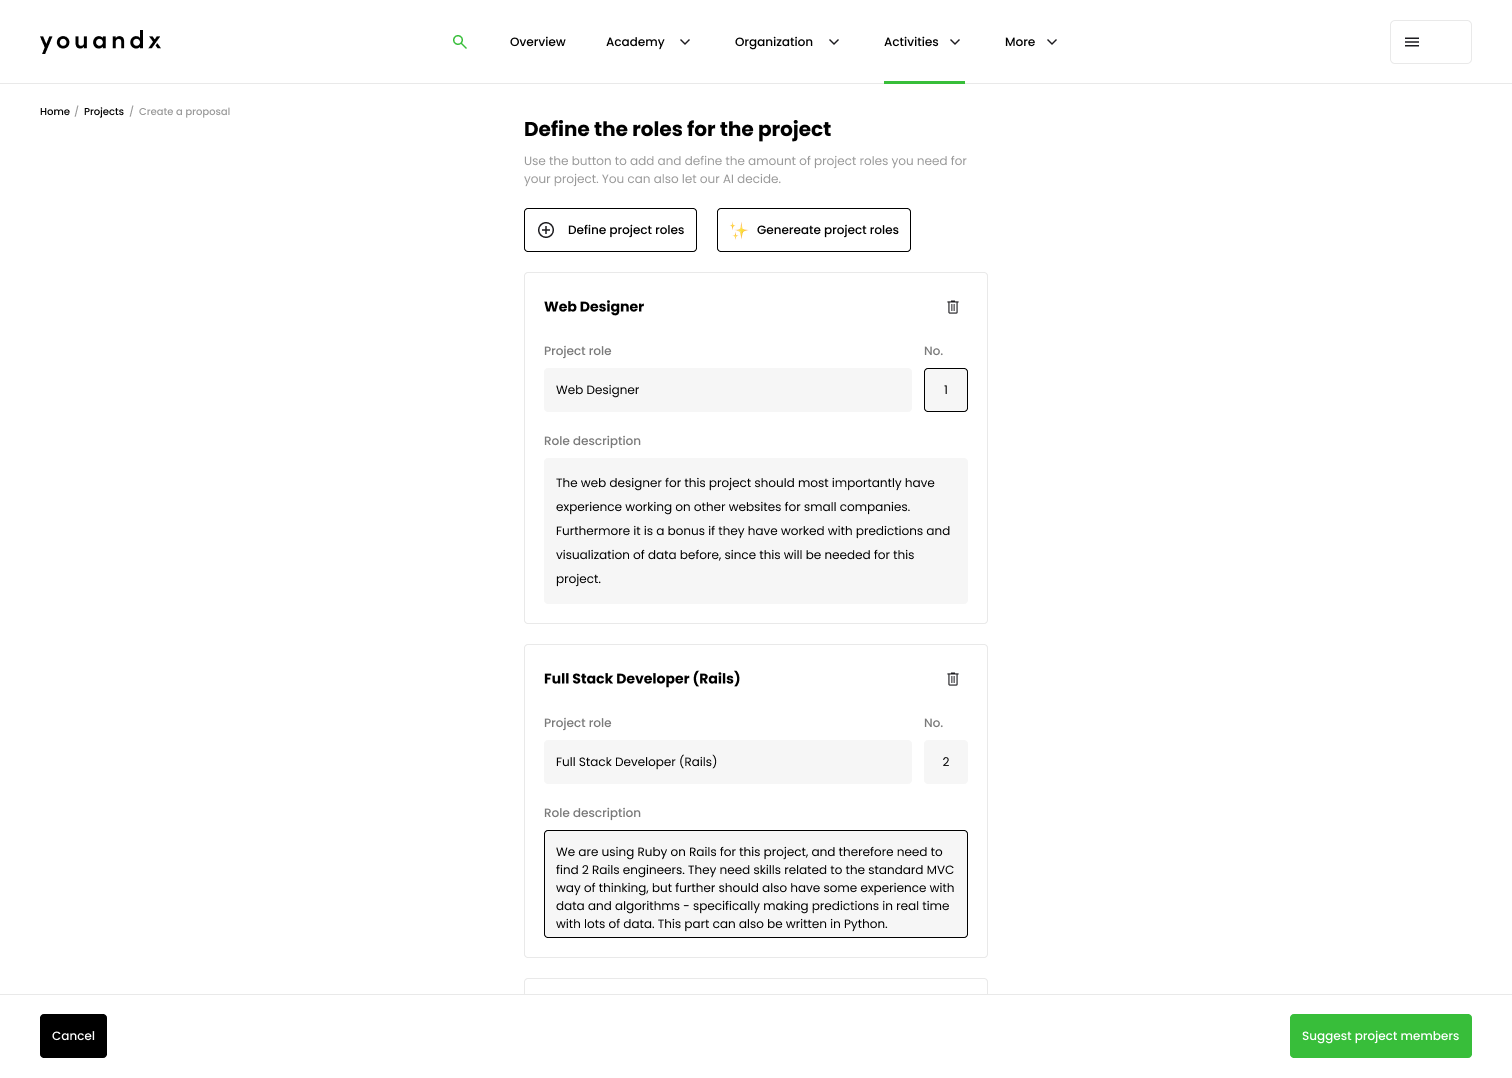 youandx
Overview
Academy
Organization
Activities
More
Home / Projects / Create a proposal
Define the roles for the project
Use the button to add and define the amount of project roles you need for
your project. You can also let our AI decide.
Define project roles
Genereate project roles
Web Designer
Project role
No.
Web Designer
1
Role description
The web designer for this project should most importantly have
experience working on other websites for small companies.
Furthermore it is a bonus if they have worked with predictions and
visualization of data before, since this will be needed for this
project.
Full Stack Developer (Rails)
Project role
No.
Full Stack Developer (Rails)
2
Role description
We are using Ruby on Rails for this project, and therefore need to
find 2 Rails engineers. They need skills related to the standard MVC
way of thinking, but further should also have some experience with
data and algorithms - specifically making predictions in real time
with lots of data. This part can also be written in Python.
Cancel
Suggest project members